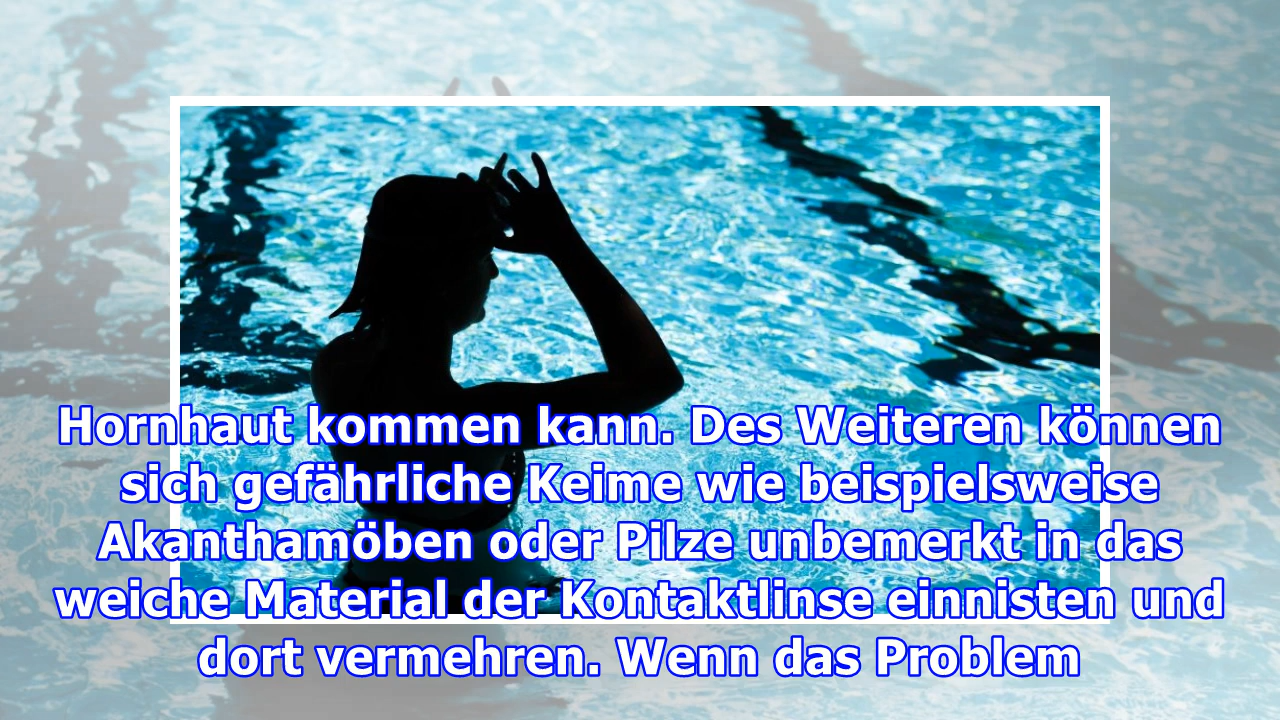 Hornhaut kommen kann. Des Weiteren können
sich gefährliche Keime wie beispielsweise
Akanthamöben oder Pilze unbemerkt in das
weiche Material der Kontaktlinse einnisten und
dort vermehren. Wenn das Problem